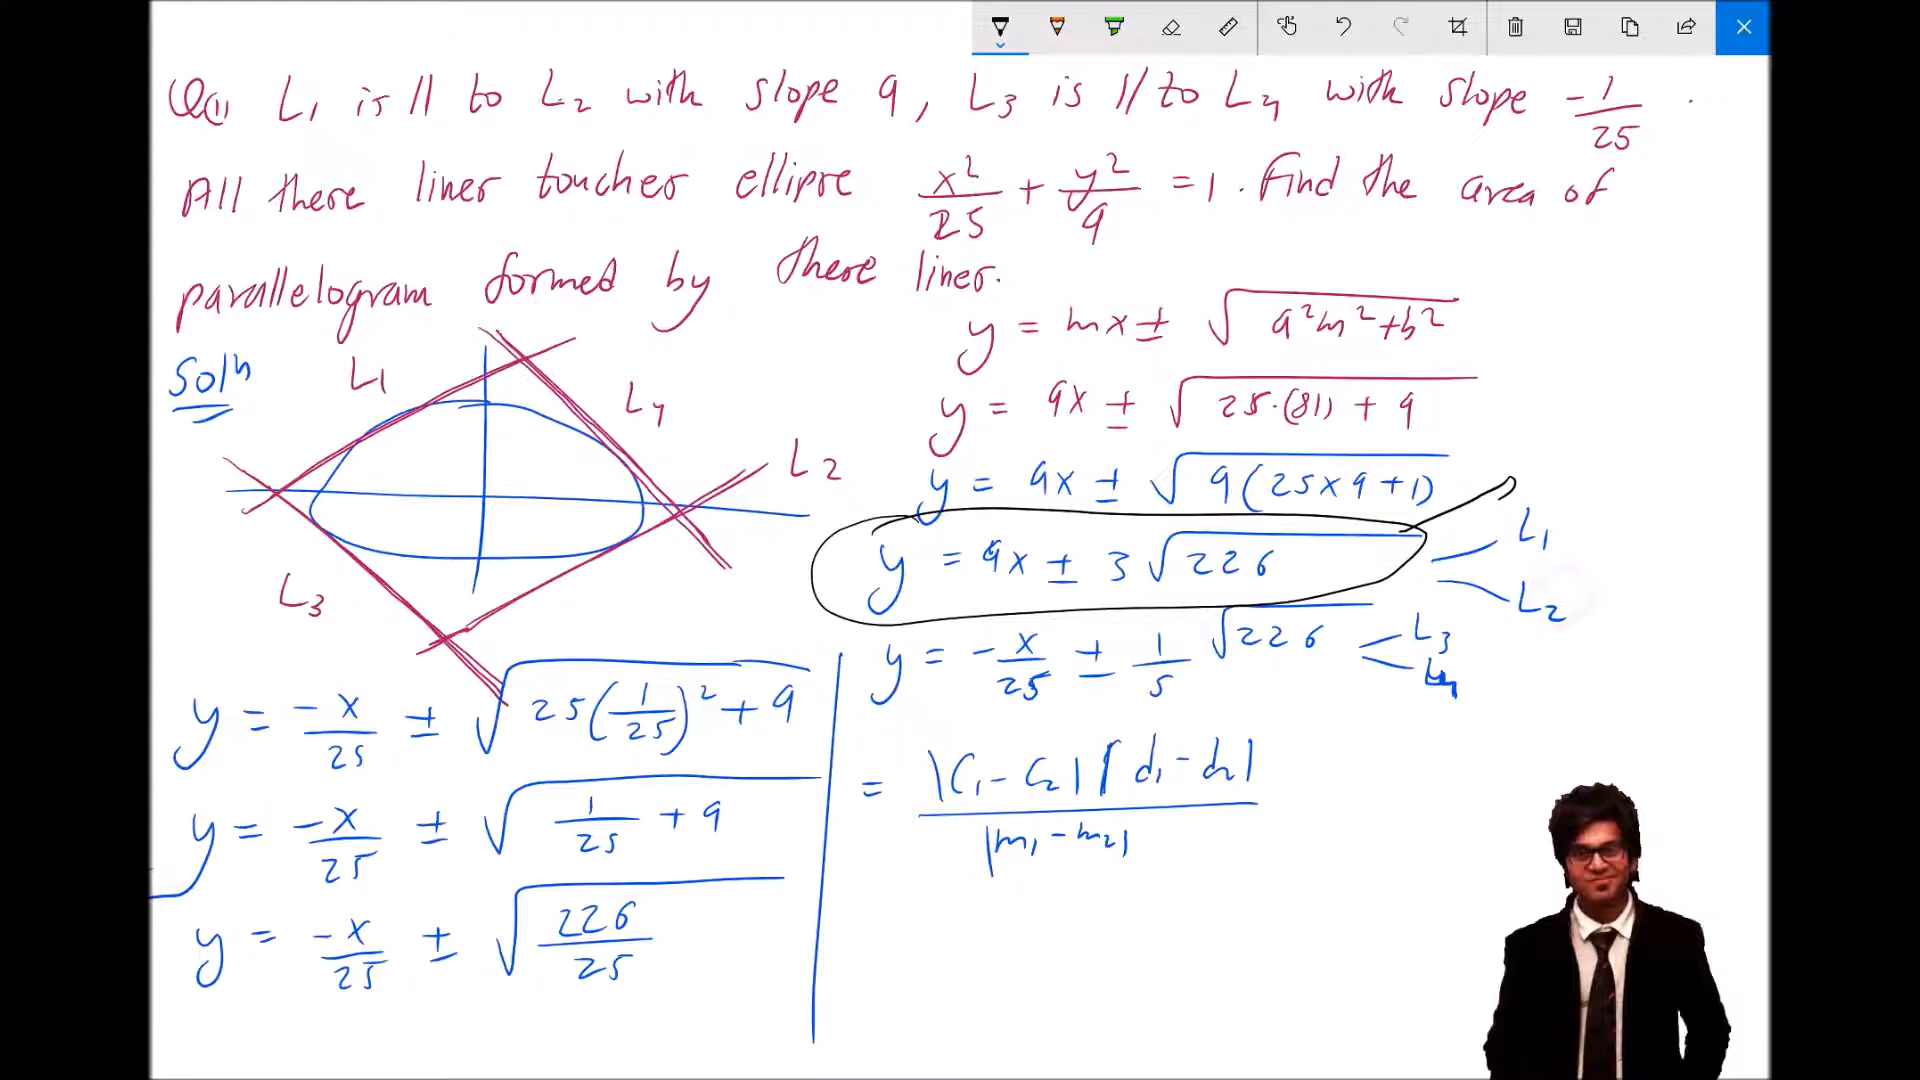 Q(1) L1 is || to L2 with slope 9, L3 is || to L4 with slope -1/25.
All these lines touches ellipse x²/25 + y²/9 = 1. Find the area of
parallelogram formed by these lines.
Soln
L1
L4
L2
L3
y = mx ± √(a²m²+b²)
y = 9x ± √(25·(81) + 9)
y = 9x ± √(9(25x9+1))
y = 9x ± 3√226
L1
L2
y = -x/25 ± 1/5 √226
L3
L4
y = -x/25 ± √(25(1/25)² + 9)
y = -x/25 ± √(1/25 + 9)
y = -x/25 ± √(226/25)
= |C1 - C2| |d1 - d2| / |m1 - m2|